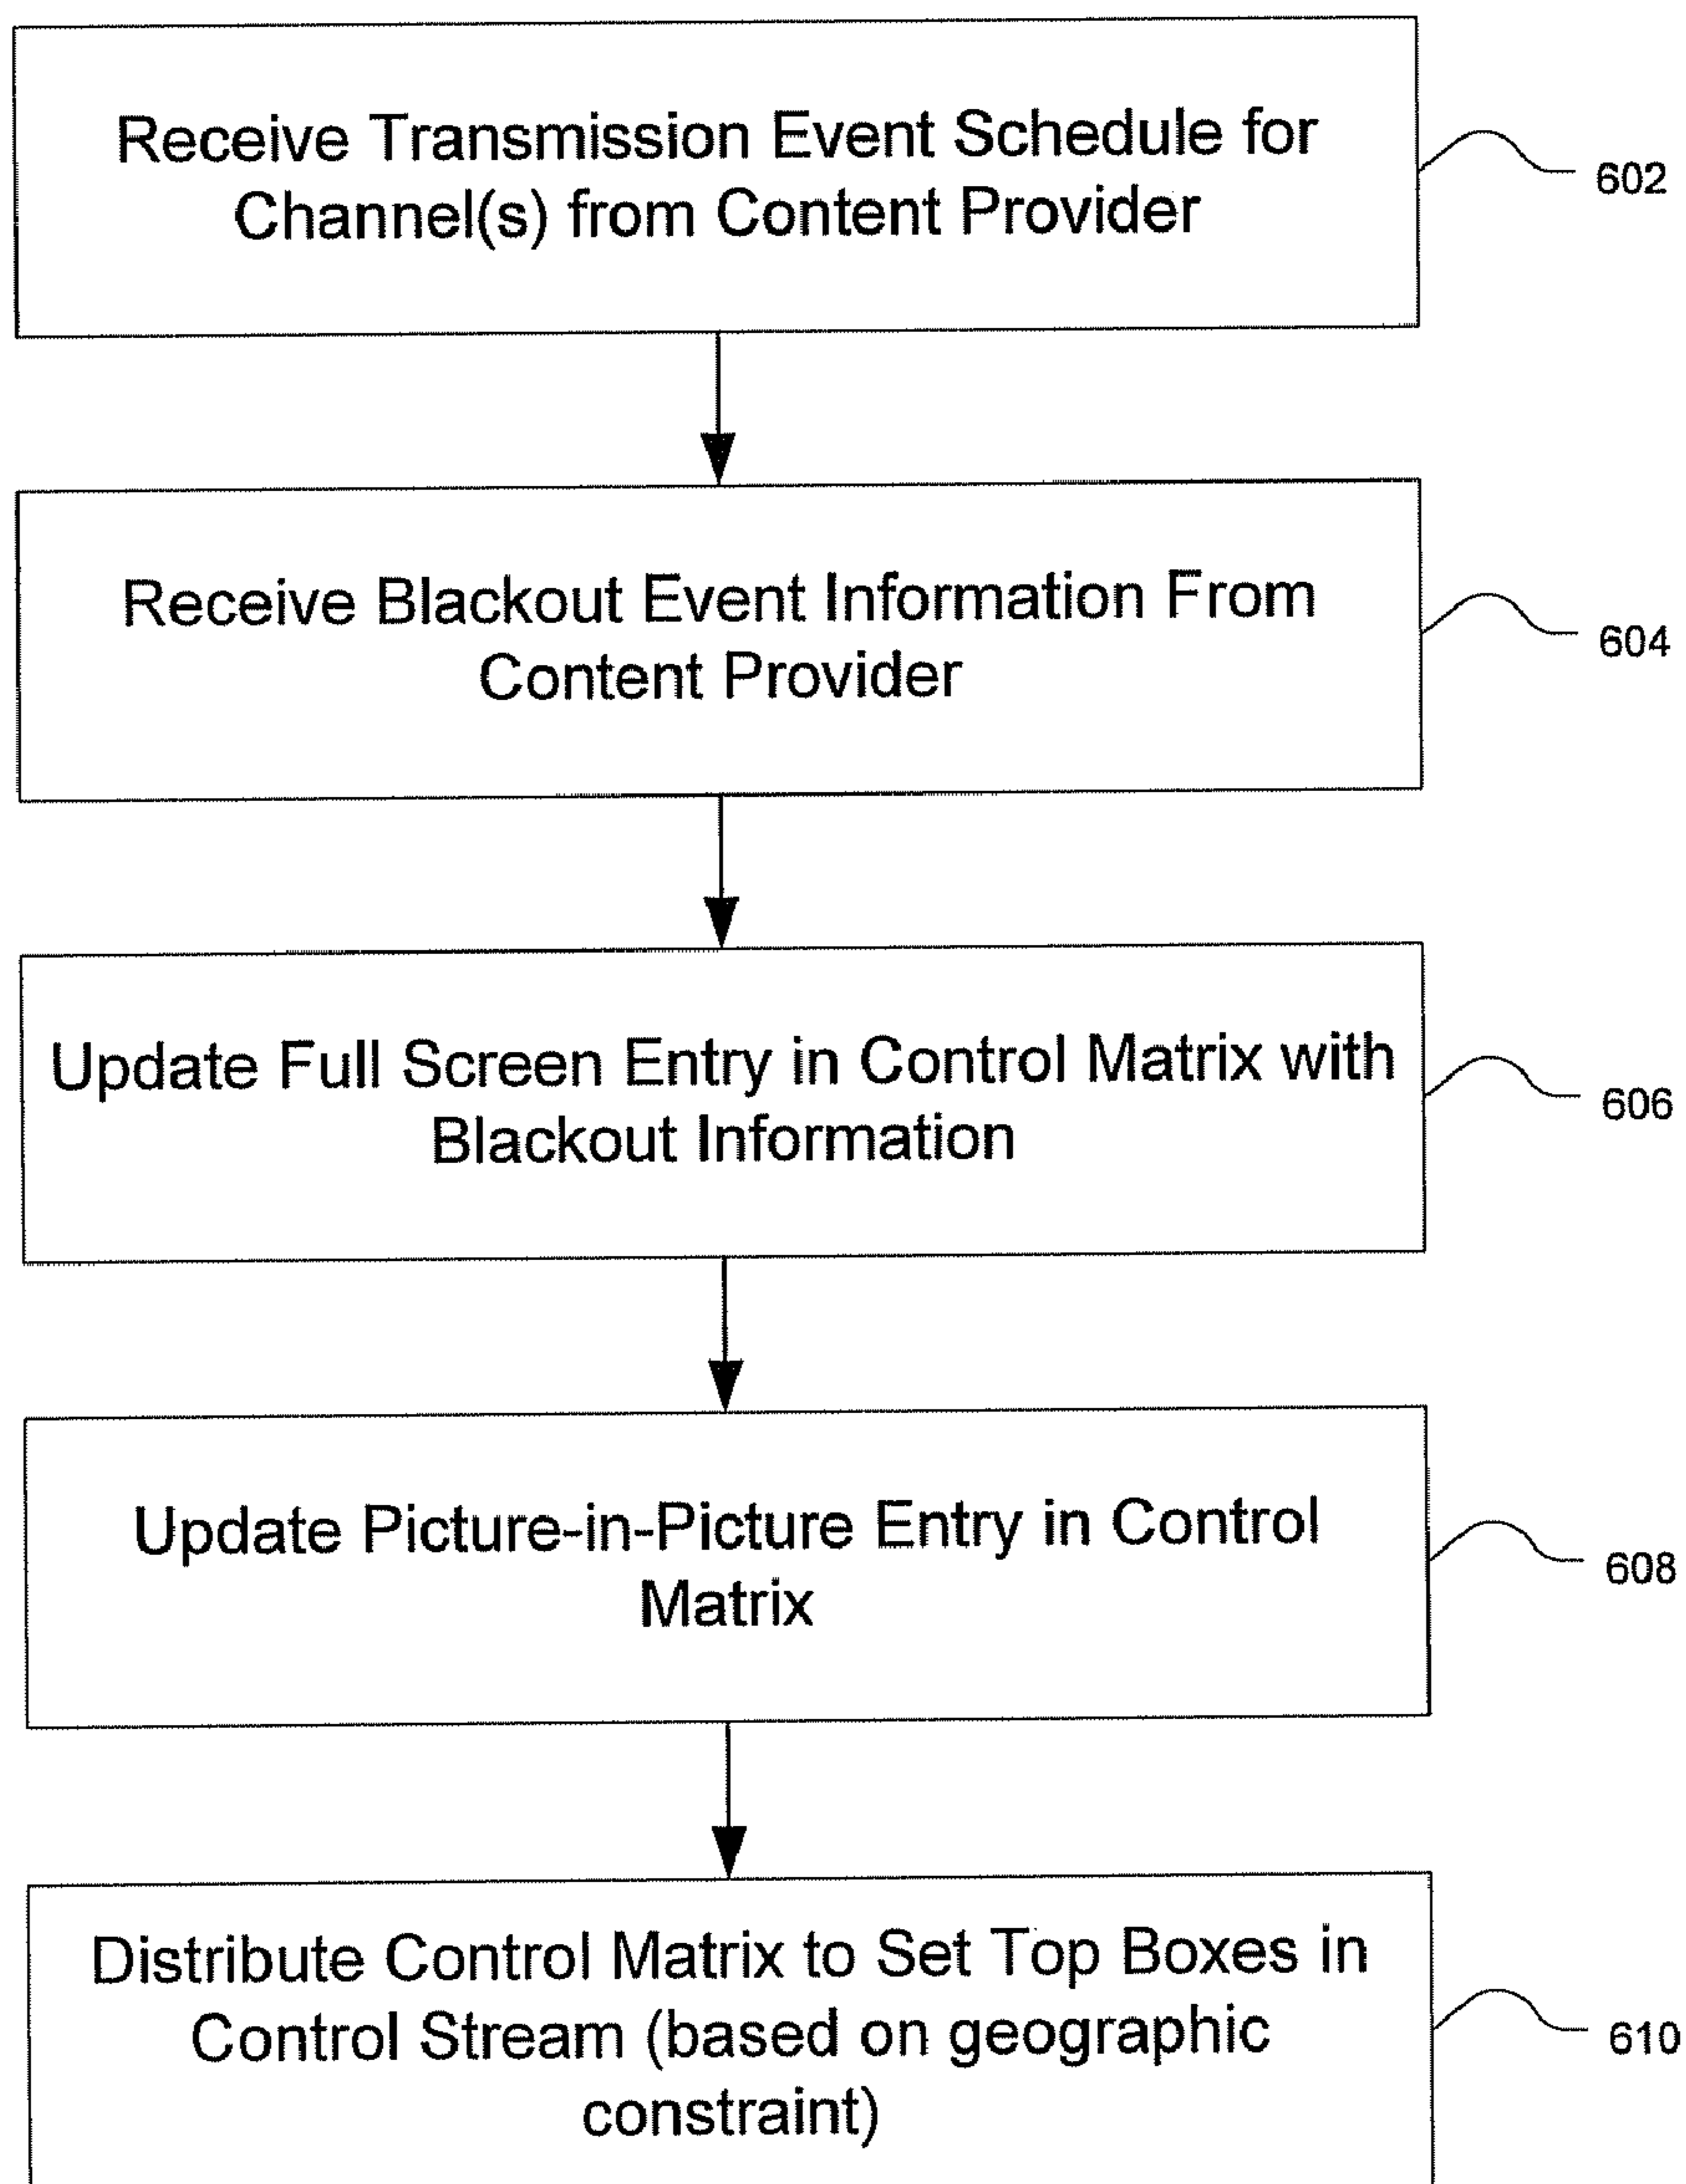 Receive Transmission Event Schedule for
Channel(s) from Content Provider
602
Receive Blackout Event Information From
Content Provider
604
Update Full Screen Entry in Control Matrix with
Blackout Information
606
Update Picture-in-Picture Entry in Control
Matrix
608
Distribute Control Matrix to Set Top Boxes in
Control Stream (based on geographic
constraint)
610